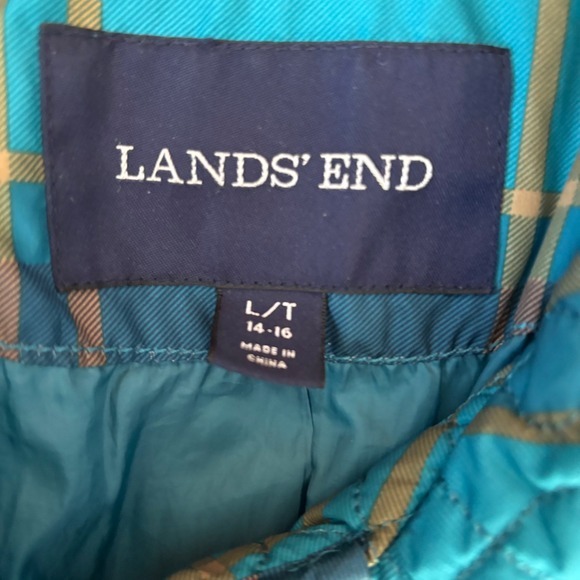 LANDS' END
L/T
14-16
MADE IN
CHINA